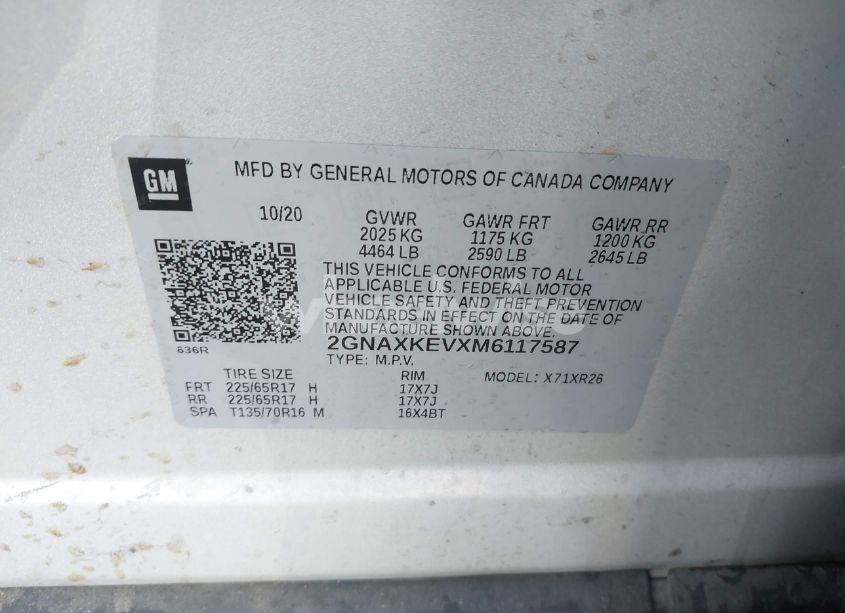 GM
MFD BY GENERAL MOTORS OF CANADA COMPANY
10/20 GVWR GAWR FRT GAWR RR
2025 KG 1175 KG 1200 KG
4464 LB 2590 LB 2645 LB
THIS VEHICLE CONFORMS TO ALL
APPLICABLE U.S. FEDERAL MOTOR
VEHICLE SAFETY AND THEFT PREVENTION
STANDARDS IN EFFECT ON THE DATE OF
MANUFACTURE SHOWN ABOVE.
636R 2GNAXKEVXM6117587
TYPE: M.P.V.
TIRE SIZE RIM MODEL: X71XR26
FRT 225/65R17 H 17X7J
RR 225/65R17 H 17X7J
SPA T135/70R16 M 16X4BT